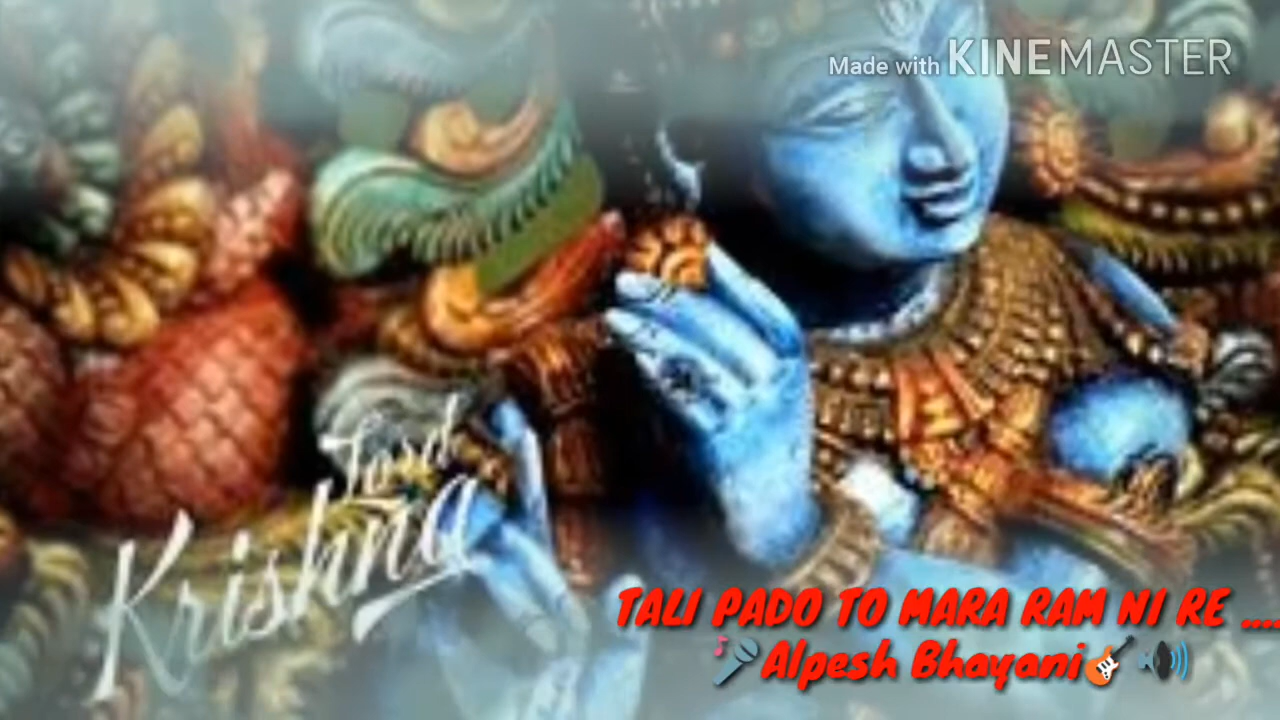 Made with KINEMASTER
Lord
Krishna
TALI PADO TO MARA RAM NI RE ....
🎤Alpesh Bhayani🎸🔊